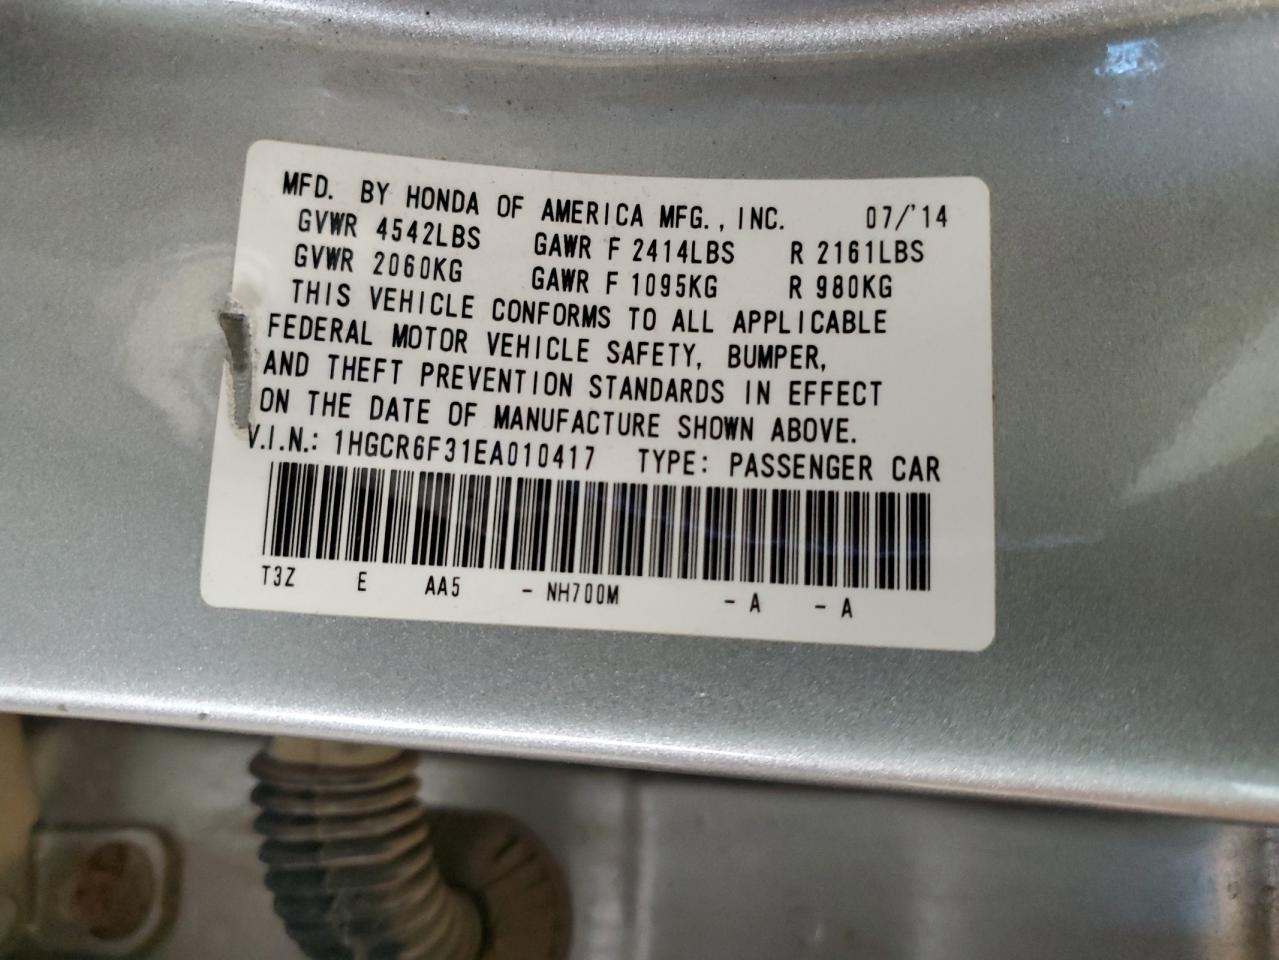 MFD. BY HONDA OF AMERICA MFG., INC. 07/'14
GVWR 4542LBS GAWR F 2414LBS R 2161LBS
GVWR 2060KG GAWR F 1095KG R 980KG
THIS VEHICLE CONFORMS TO ALL APPLICABLE
FEDERAL MOTOR VEHICLE SAFETY, BUMPER,
AND THEFT PREVENTION STANDARDS IN EFFECT
ON THE DATE OF MANUFACTURE SHOWN ABOVE.
V.I.N.: 1HGCR6F31EA010417 TYPE: PASSENGER CAR
T3Z E AA5 - NH700M - A - A